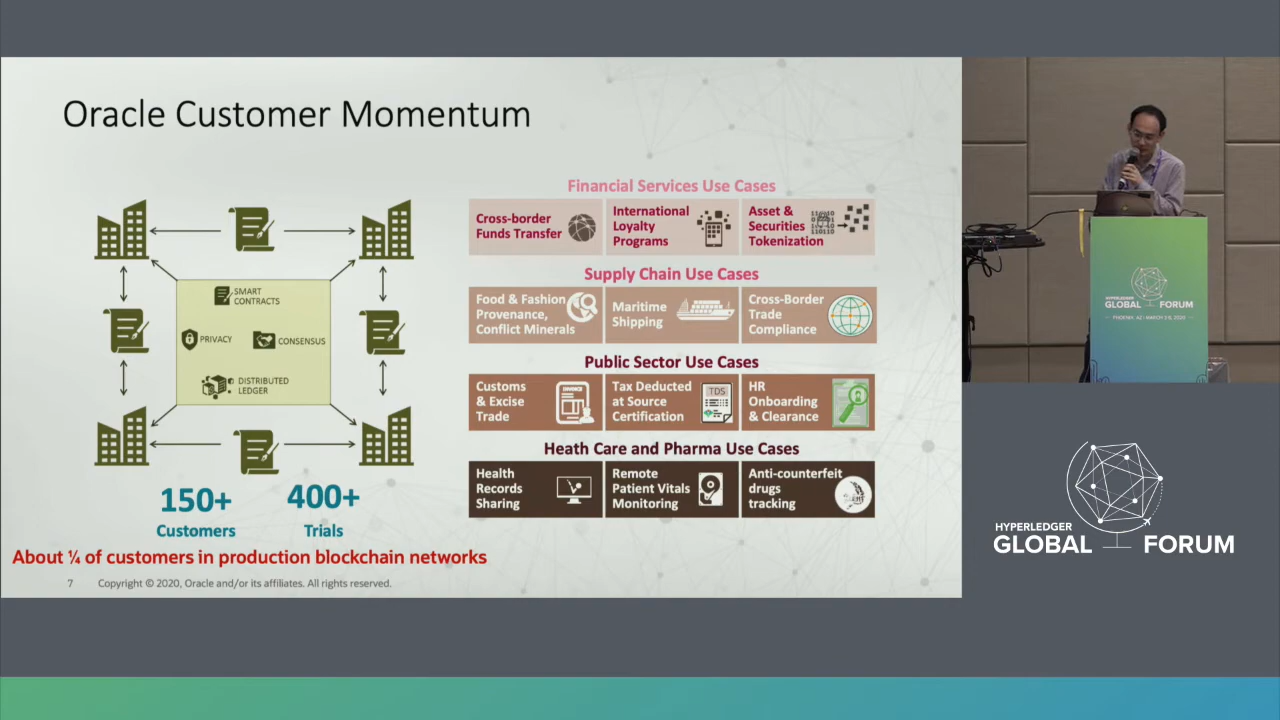 Oracle Customer Momentum
SMART
CONTRACTS
PRIVACY
CONSENSUS
DISTRIBUTED
LEDGER
150+
400+
Customers
Trials
About ¼ of customers in production blockchain networks
7
Copyright © 2020, Oracle and/or its affiliates. All rights reserved.
Financial Services Use Cases
Cross-border
Funds Transfer
International
Loyalty
Programs
Asset &
Securities
Tokenization
Supply Chain Use Cases
Food & Fashion
Provenance,
Conflict Minerals
Maritime
Shipping
Cross-Border
Trade
Compliance
Public Sector Use Cases
Customs
& Excise
Trade
INVOICE
Tax Deducted
at Source
Certification
TDS
HR
Onboarding
& Clearance
Heath Care and Pharma Use Cases
Health
Records
Sharing
Remote
Patient Vitals
Monitoring
Anti-counterfeit
drugs
tracking
HYPERLEDGER
GLOBAL FORUM
HYPERLEDGER
GLOBAL FORUM